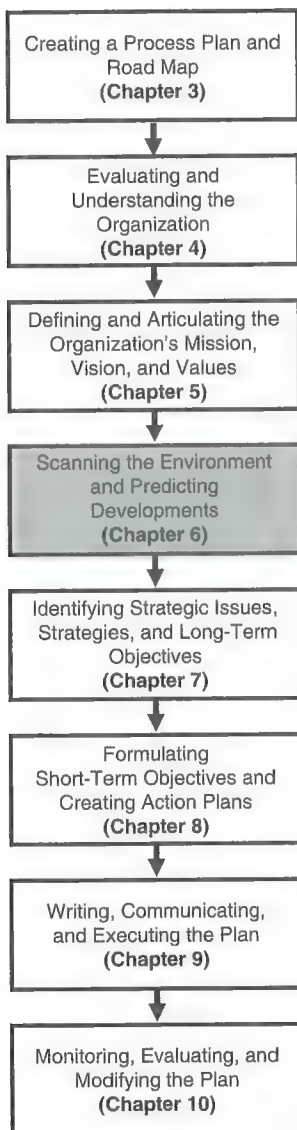 Creating a Process Plan and
Road Map
(Chapter 3)
Evaluating and
Understanding the
Organization
(Chapter 4)
Defining and Articulating the
Organization's Mission,
Vision, and Values
(Chapter 5)
Scanning the Environment
and Predicting
Developments
(Chapter 6)
Identifying Strategic Issues,
Strategies, and Long-Term
Objectives
(Chapter 7)
Formulating
Short-Term Objectives and
Creating Action Plans
(Chapter 8)
Writing, Communicating,
and Executing the Plan
(Chapter 9)
Monitoring, Evaluating, and
Modifying the Plan
(Chapter 10)